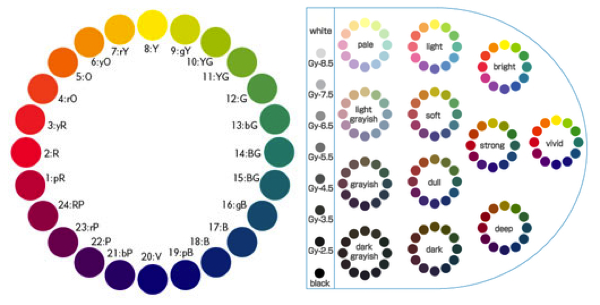 8:Y
9:gY
10:YG
11:YG
12:G
13:bG
14:BG
15:BG
16:gB
17:B
18:B
19:pB
20:V
21:bP
22:P
23:rP
24:RP
1:pR
2:R
3:yR
4:rO
5:O
6:yO
7:rY
white
Gy-8.5
Gy-7.5
Gy-6.5
Gy-5.5
Gy-4.5
Gy-3.5
Gy-2.5
black
pale
light
bright
light
grayish
soft
strong
vivid
grayish
dull
deep
dark
grayish
dark